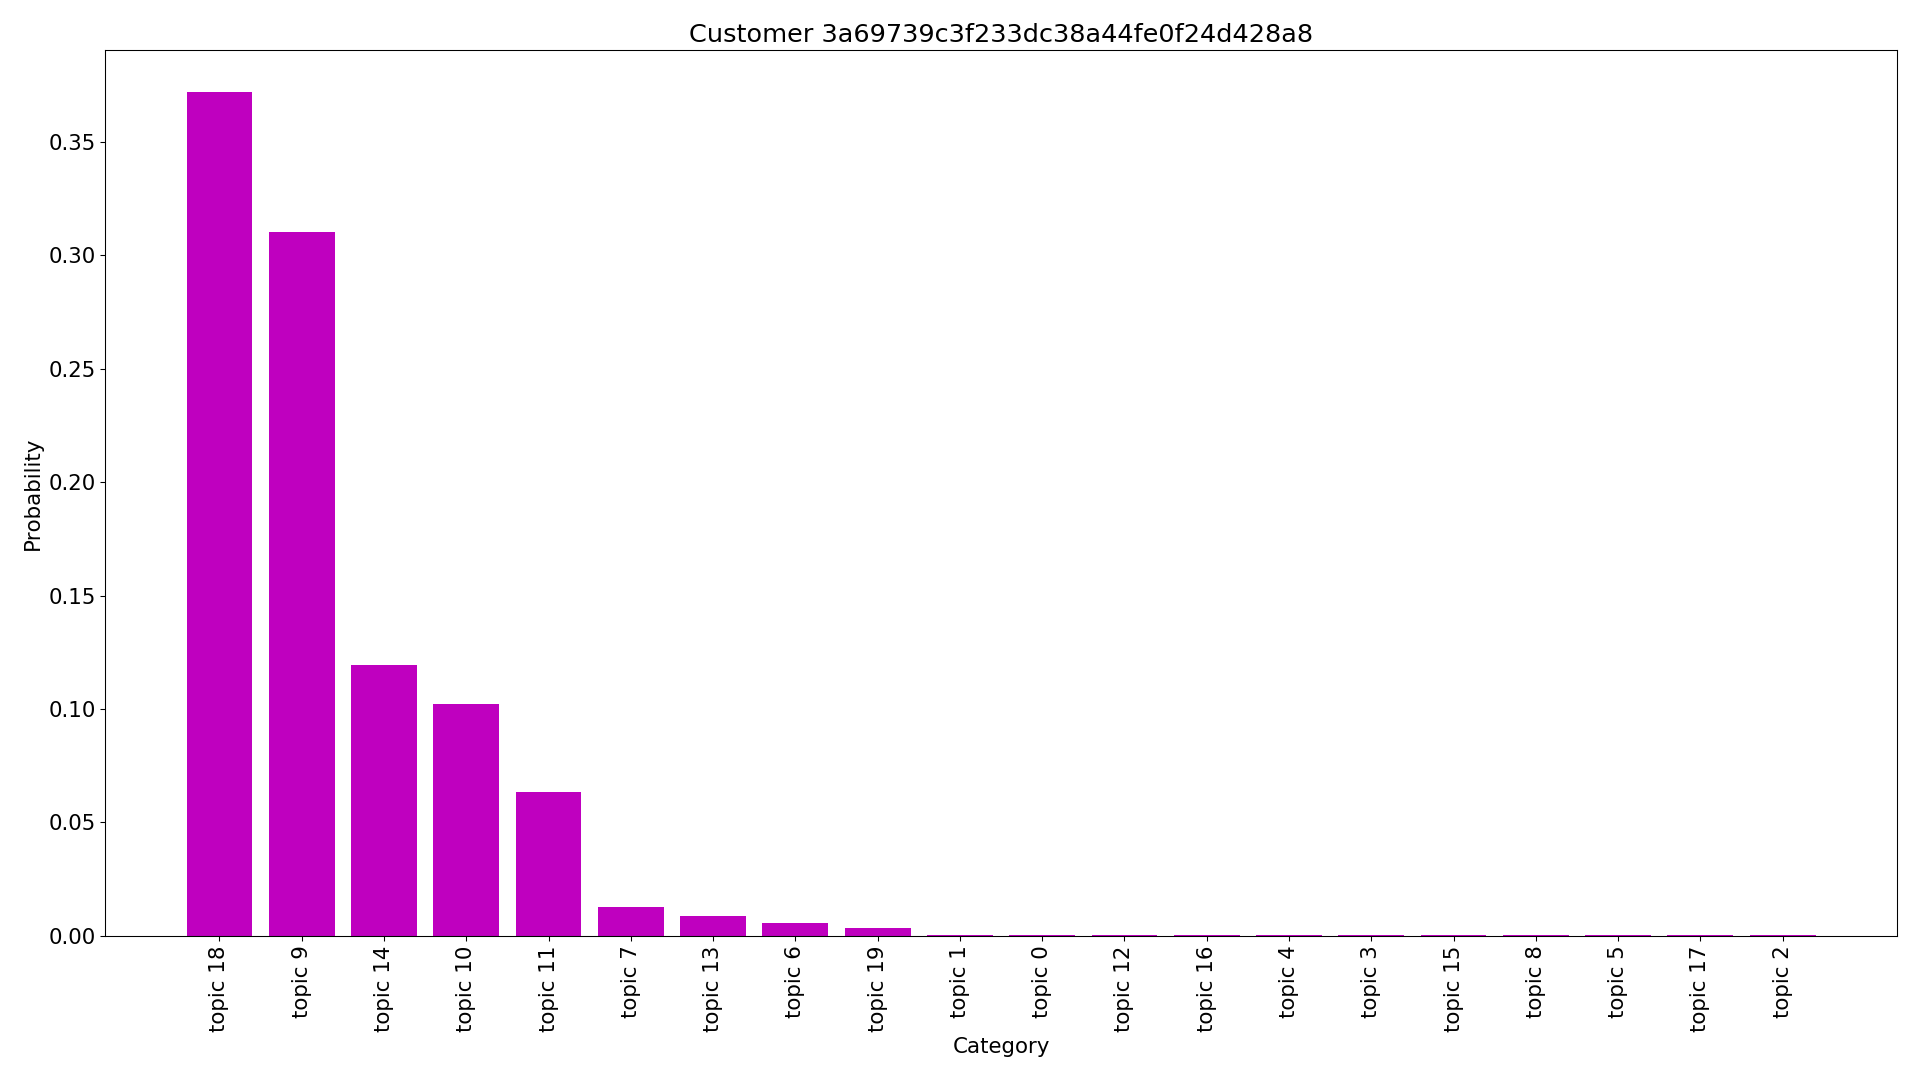 Customer 3a69739c3f233dc38a44fe0f24d428a8
Probability
0.35
0.30
0.25
0.20
0.15
0.10
0.05
0.00
topic 18
topic 9
topic 14
topic 10
topic 11
topic 7
topic 13
topic 6
topic 19
topic 1
topic 0
topic 12
topic 16
topic 4
topic 3
topic 15
topic 8
topic 5
topic 17
topic 2
Category